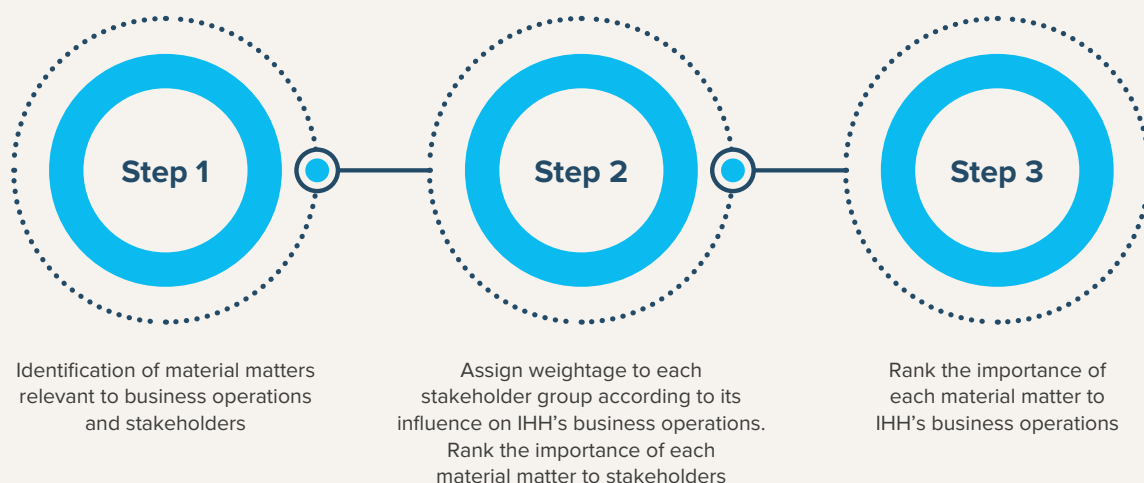 Step 1
Step 2
Step 3
Identification of material matters
relevant to business operations
and stakeholders
Assign weightage to each
stakeholder group according to its
influence on IHH's business operations.
Rank the importance of each
material matter to stakeholders
Rank the importance of
each material matter to
IHH's business operations